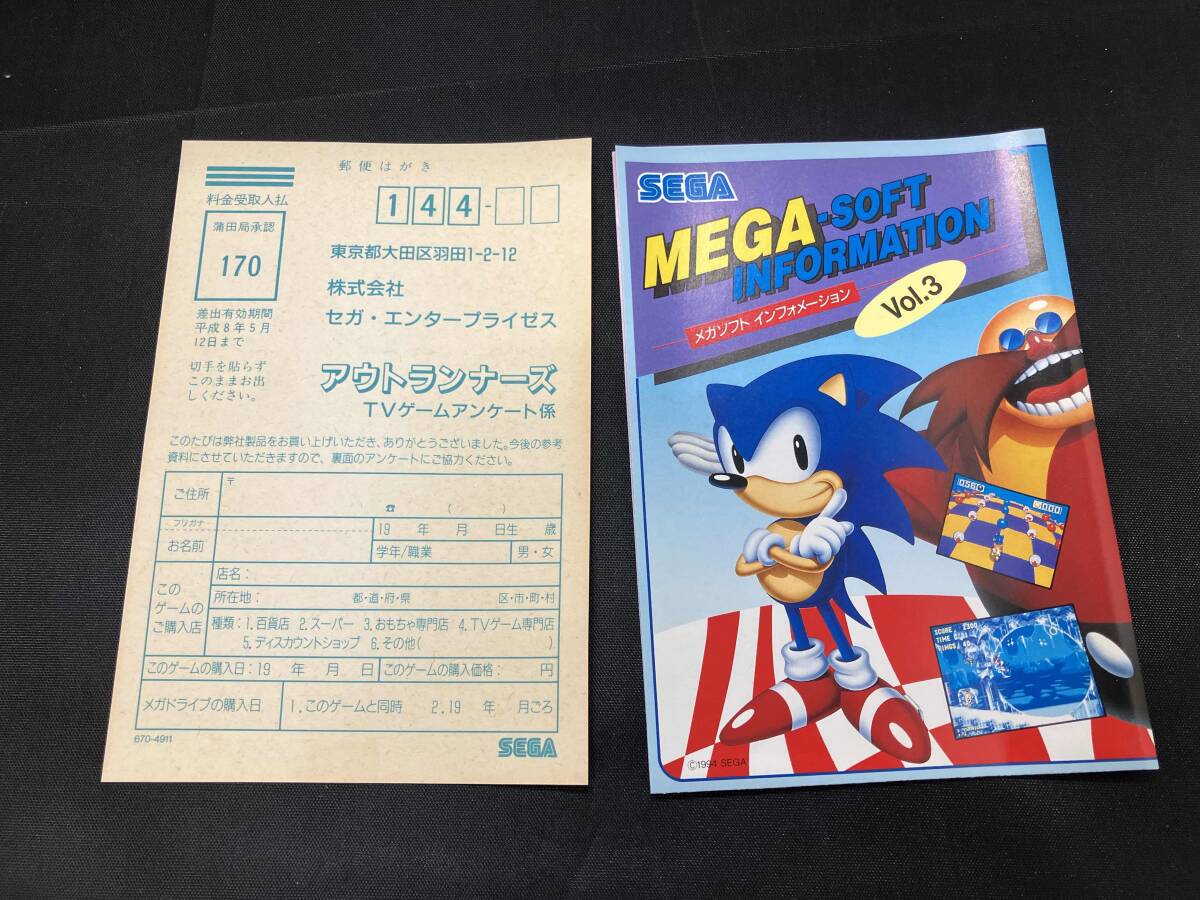 郵便はがき
料金受取人払
蒲田局承認
170
差出有効期間
平成8年5月
12日まで
切手を貼らず
このままお出
しください。
144-
東京都大田区羽田1-2-12
株式会社
セガ・エンタープライゼス
アウトランナーズ
TVゲームアンケート係
このたびは弊社製品をお買い上げいただき、ありがとうございました。今後の参考
資料にさせていただきますので、裏面のアンケートにご協力ください。
ご住所
〒
☎ ( )
フリガナ
お名前
19 年 月 日生 歳
学年/職業
男・女
この
ゲームの
ご購入店
店名:
所在地: 都・道・府・県 区・市・町・村
種類:1.百貨店 2.スーパー 3.おもちゃ専門店 4.TVゲーム専門店
5.ディスカウントショップ 6.その他( )
このゲームの購入日:19 年 月 日
このゲームの購入価格: 円
メガドライブの購入日
1.このゲームと同時 2.19 年 月ごろ
670-4911
SEGA
SEGA
MEGA-SOFT
INFORMATION
メガソフト インフォメーション
Vol.3
056
000
SCORE 2300
TIME 0:31
RINGS 40
©1994 SEGA